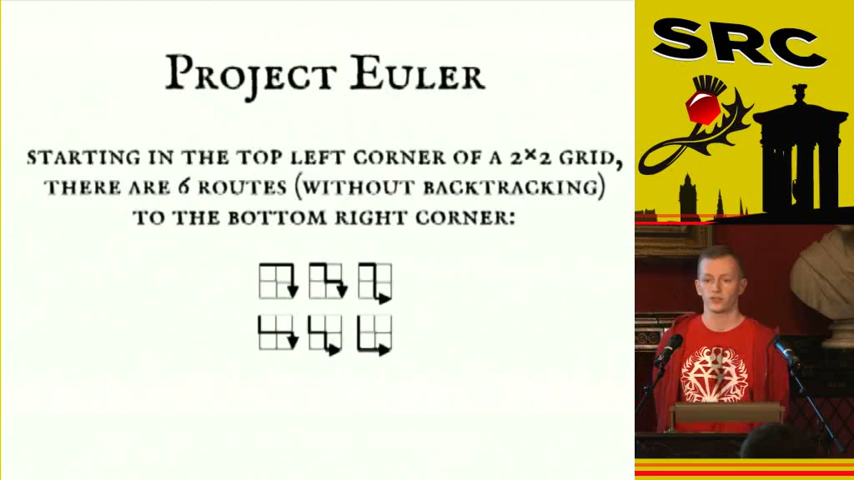 Project Euler
starting in the top left corner of a 2×2 grid,
there are 6 routes (without backtracking)
to the bottom right corner:
SRC